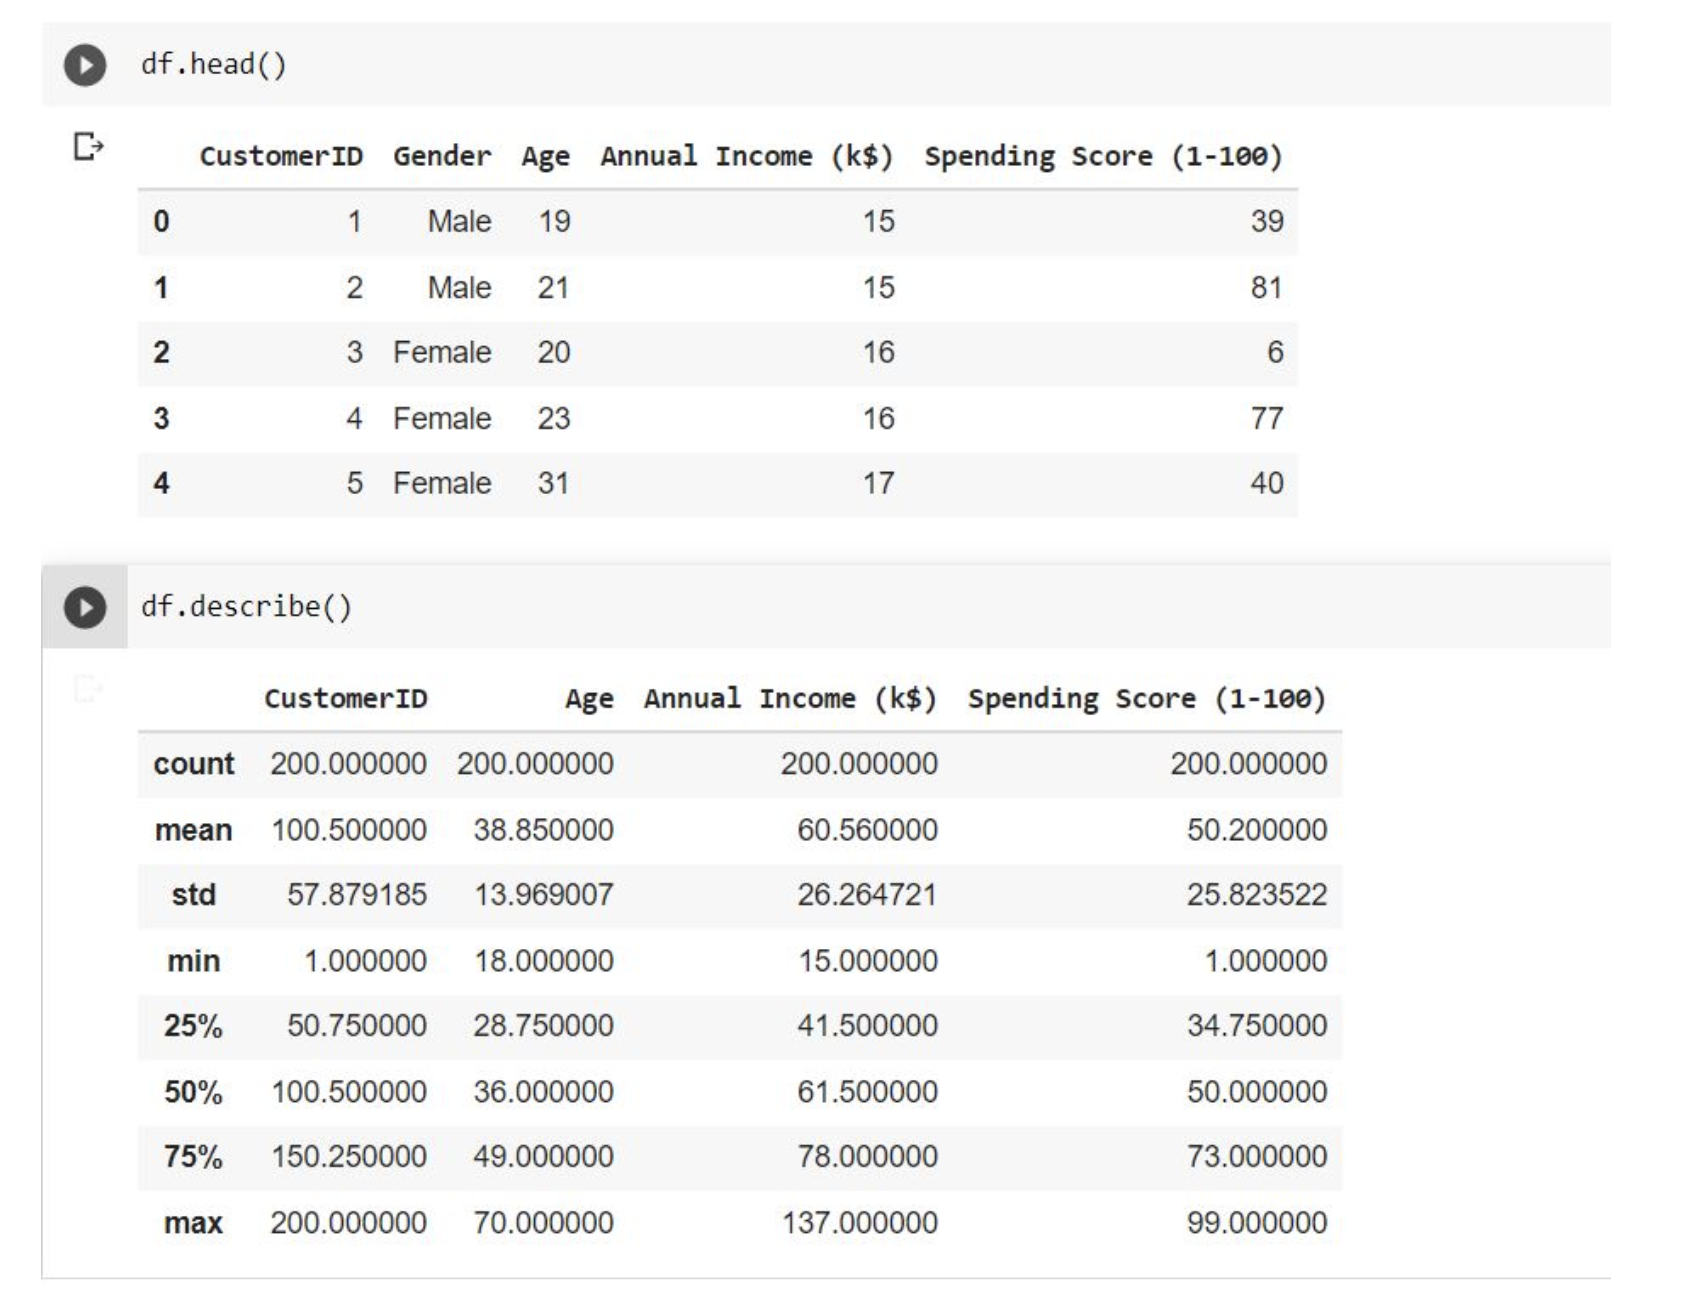 df.head()
CustomerID Gender Age Annual Income (k$) Spending Score (1-100)
0 1 Male 19 15 39
1 2 Male 21 15 81
2 3 Female 20 16 6
3 4 Female 23 16 77
4 5 Female 31 17 40
df.describe()
CustomerID Age Annual Income (k$) Spending Score (1-100)
count 200.000000 200.000000 200.000000 200.000000
mean 100.500000 38.850000 60.560000 50.200000
std 57.879185 13.969007 26.264721 25.823522
min 1.000000 18.000000 15.000000 1.000000
25% 50.750000 28.750000 41.500000 34.750000
50% 100.500000 36.000000 61.500000 50.000000
75% 150.250000 49.000000 78.000000 73.000000
max 200.000000 70.000000 137.000000 99.000000